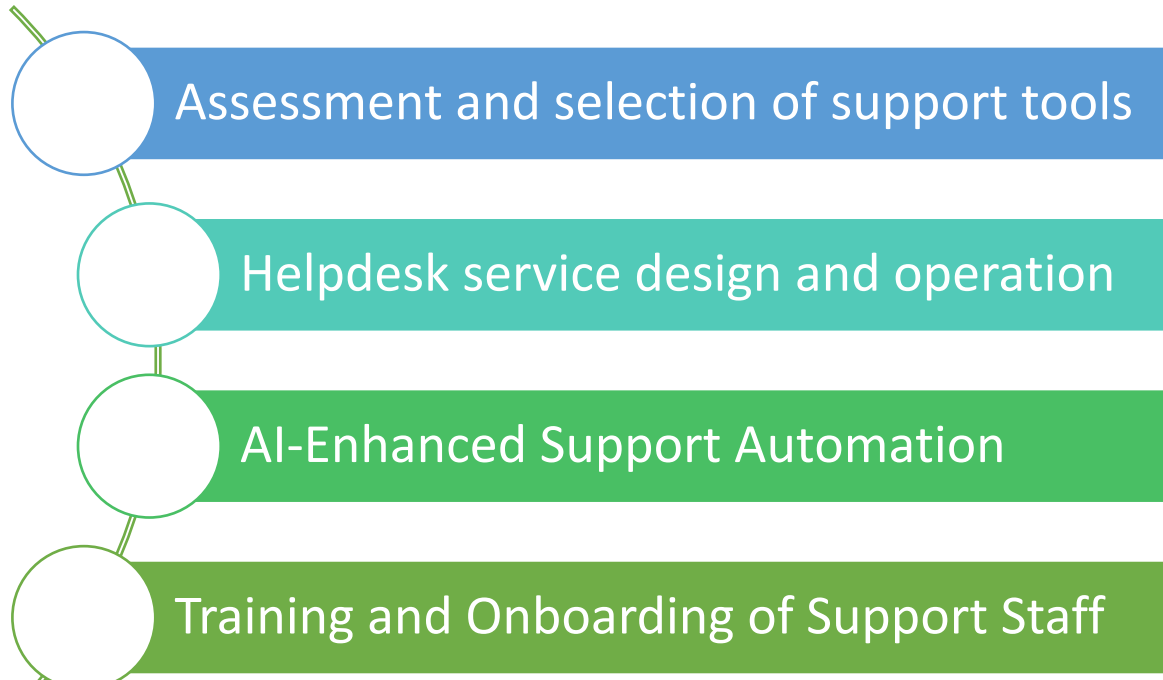 Assessment and selection of support tools
Helpdesk service design and operation
AI-Enhanced Support Automation
Training and Onboarding of Support Staff